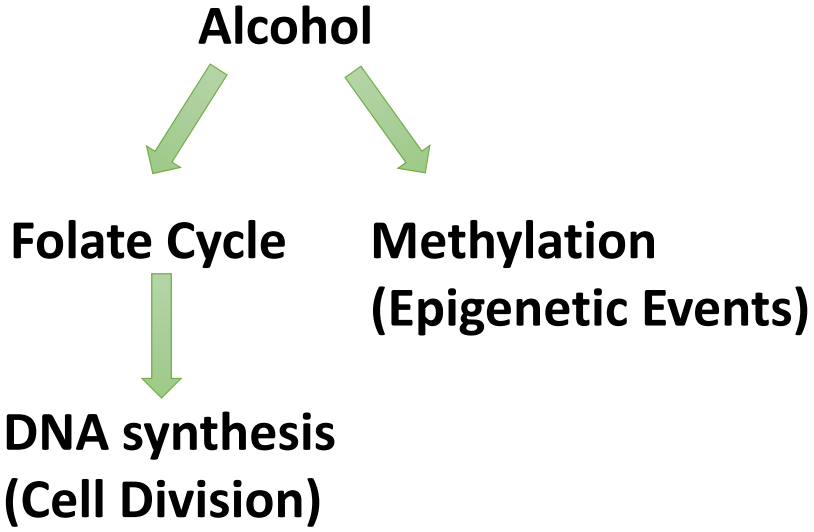 Alcohol
Folate Cycle
Methylation
(Epigenetic Events)
DNA synthesis
(Cell Division)